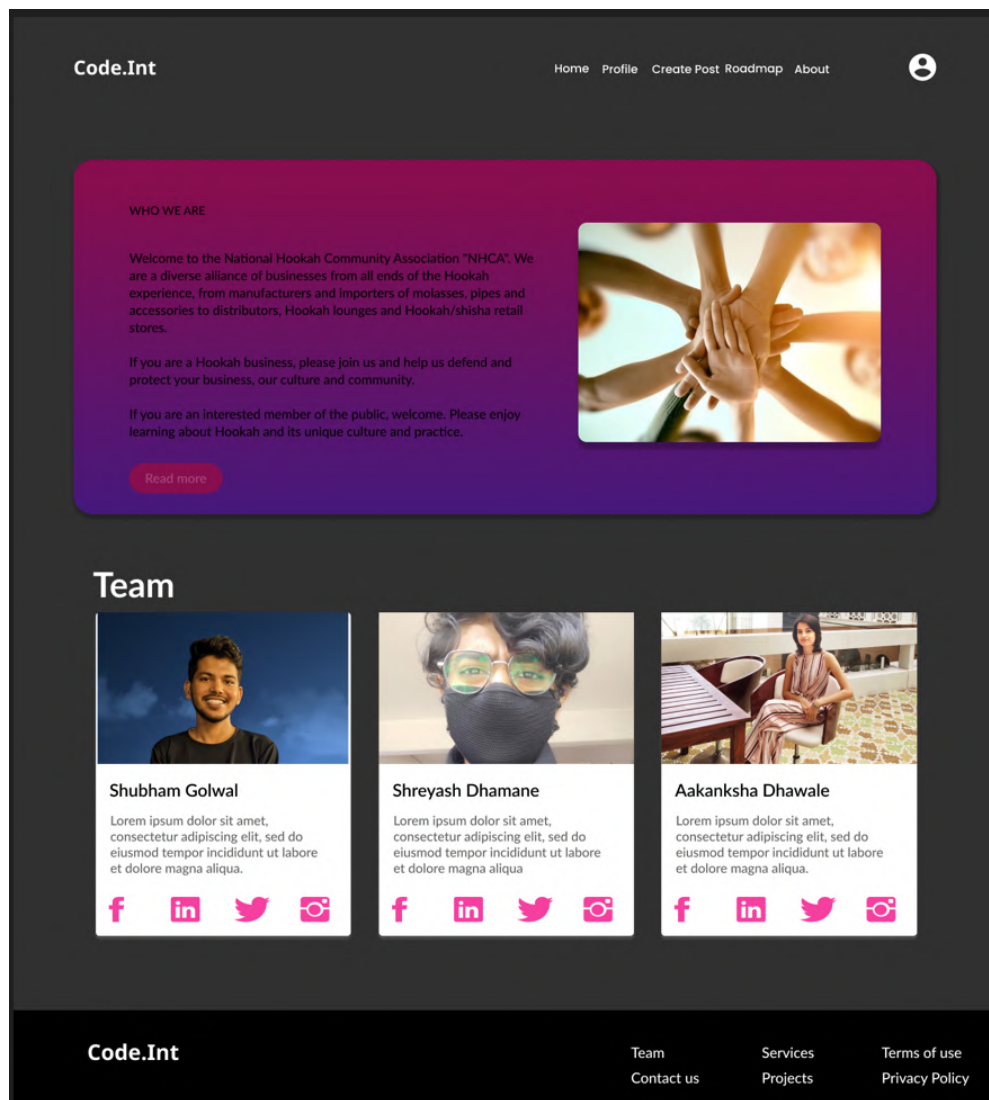 Code.Int
Home Profile Create Post Roadmap About
WHO WE ARE
Welcome to the National Hookah Community Association "NHCA". We
are a diverse alliance of businesses from all ends of the Hookah
experience, from manufacturers and importers of molasses, pipes and
accessories to distributors, Hookah lounges and Hookah/shisha retail
stores.
If you are a Hookah business, please join us and help us defend and
protect your business, our culture and community.
If you are an interested member of the public, welcome. Please enjoy
learning about Hookah and its unique culture and practice.
Read more
Team
Shubham Golwal
Lorem ipsum dolor sit amet,
consectetur adipiscing elit, sed do
eiusmod tempor incididunt ut labore
et dolore magna aliqua.
Shreyash Dhamane
Lorem ipsum dolor sit amet,
consectetur adipiscing elit, sed do
eiusmod tempor incididunt ut labore
et dolore magna aliqua
Aakanksha Dhawale
Lorem ipsum dolor sit amet,
consectetur adipiscing elit, sed do
eiusmod tempor incididunt ut labore
et dolore magna aliqua.
Code.Int
Team
Contact us
Services
Projects
Terms of use
Privacy Policy